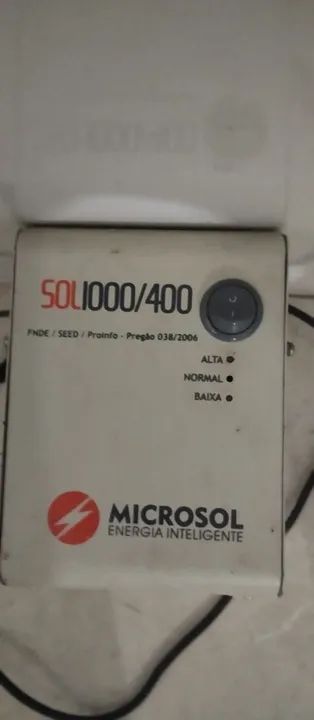 SOL1000/400
FNDE / SEED / ProInfo - Pregão 038/2006
ALTA
NORMAL
BAIXA
MICROSOL
ENERGIA INTELIGENTE